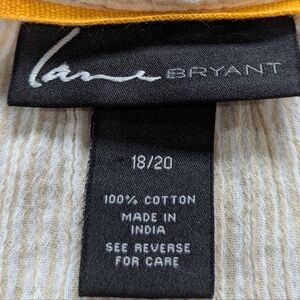 Lane BRYANT
18/20
100% COTTON
MADE IN
INDIA
SEE REVERSE
FOR CARE